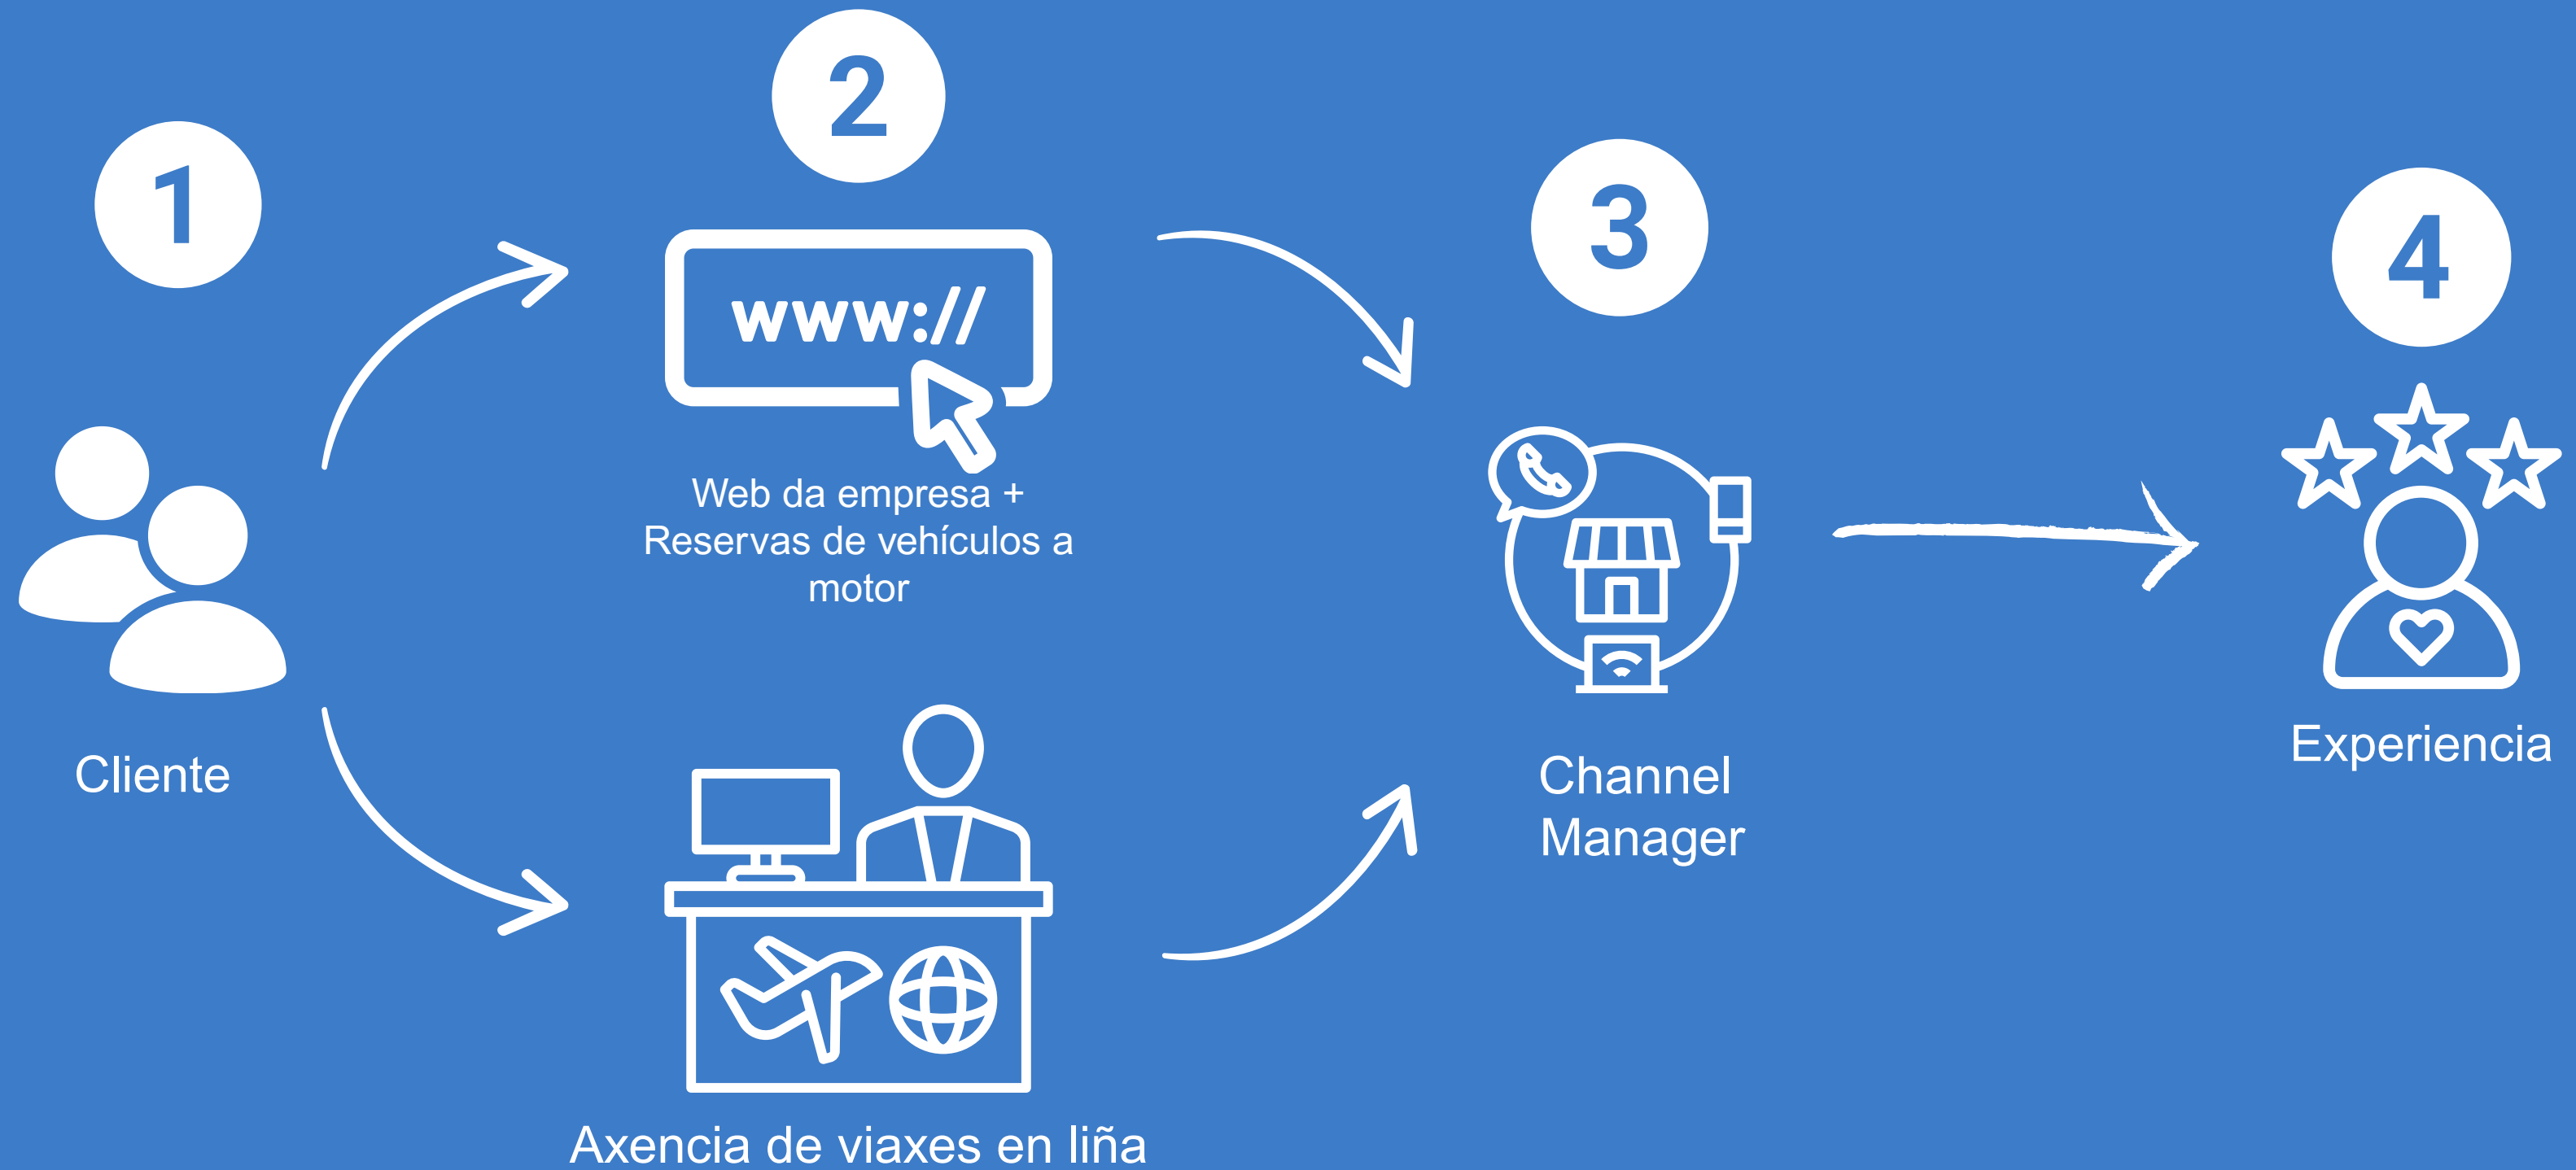 1
Cliente
2
www://
Web da empresa +
Reservas de vehículos a
motor
Axencia de viaxes en liña
3
Channel
Manager
4
Experiencia